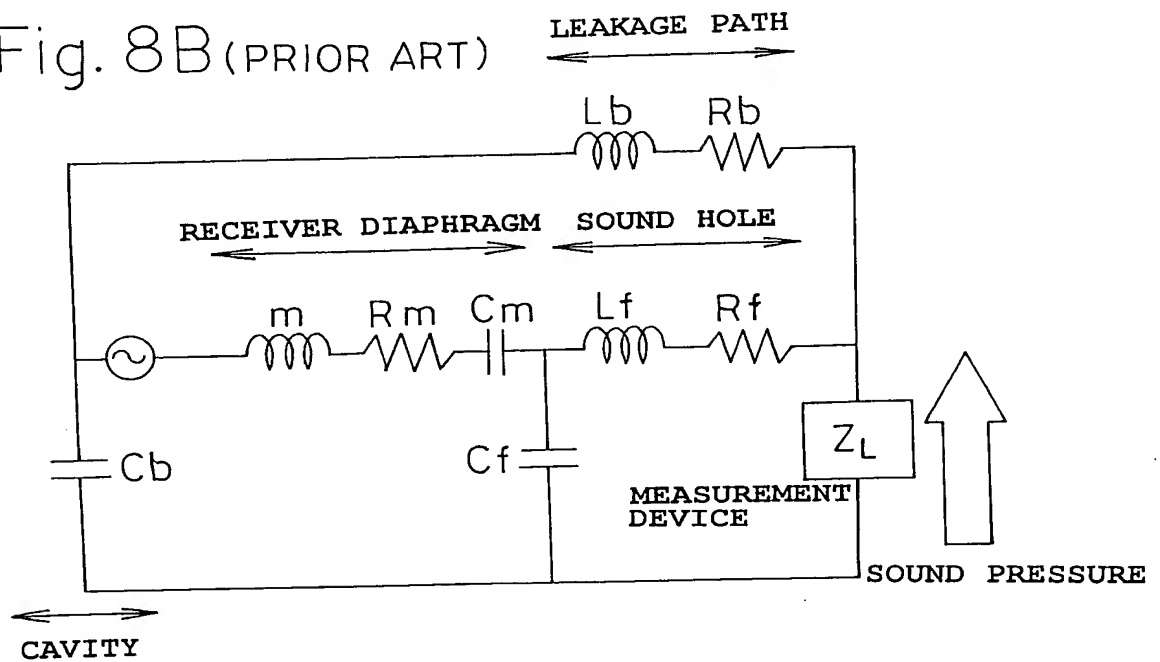 Fig. 8B (PRIOR ART)
LEAKAGE PATH
Lb Rb
RECEIVER DIAPHRAGM SOUND HOLE
m Rm Cm Lf Rf
Cb Cf ZL
MEASUREMENT
DEVICE
SOUND PRESSURE
CAVITY